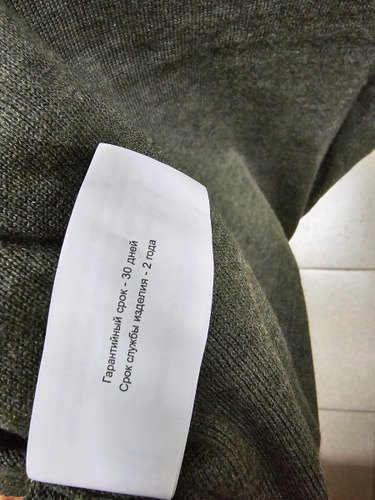 Гарантийный срок - 30 дней
Срок службы изделия - 2 года